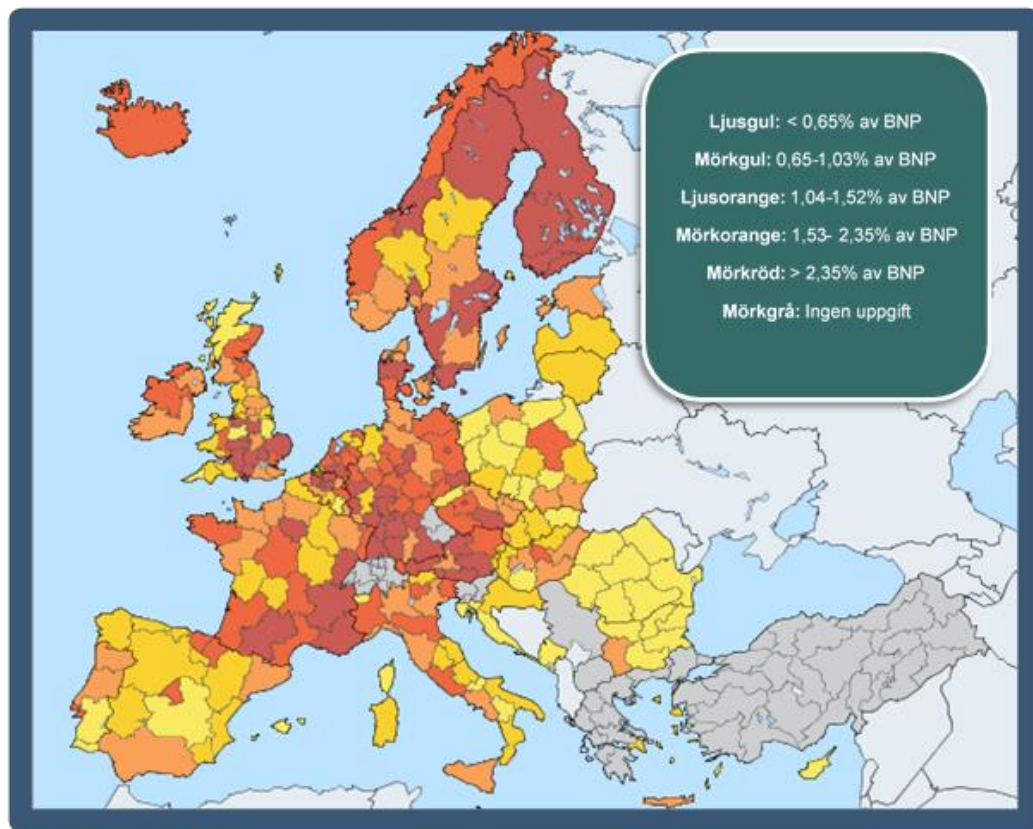 Ljusgul: < 0,65% av BNP
Mörkgul: 0,65-1,03% av BNP
Ljusorange: 1,04-1,52% av BNP
Mörkorange: 1,53- 2,35% av BNP
Mörkröd: > 2,35% av BNP
Mörkgrå: Ingen uppgift